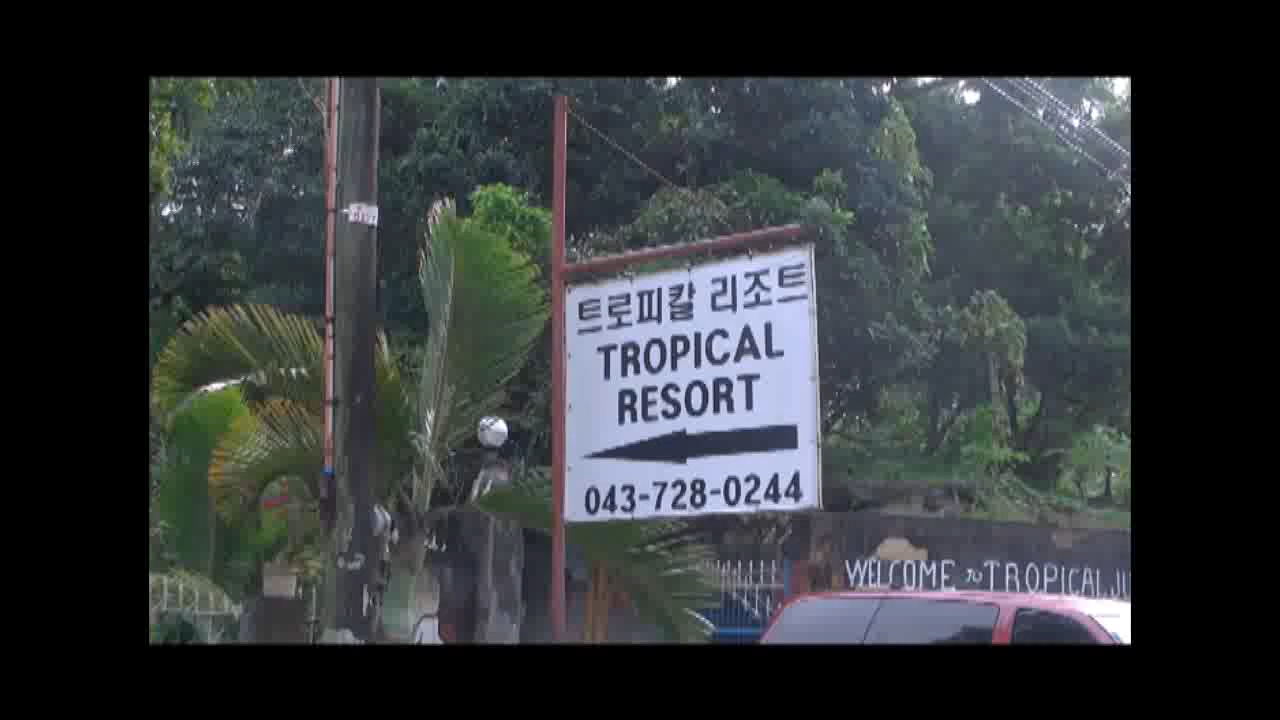 트로피칼 리조트
TROPICAL
RESORT
043-728-0244
WELCOME to TROPICAL